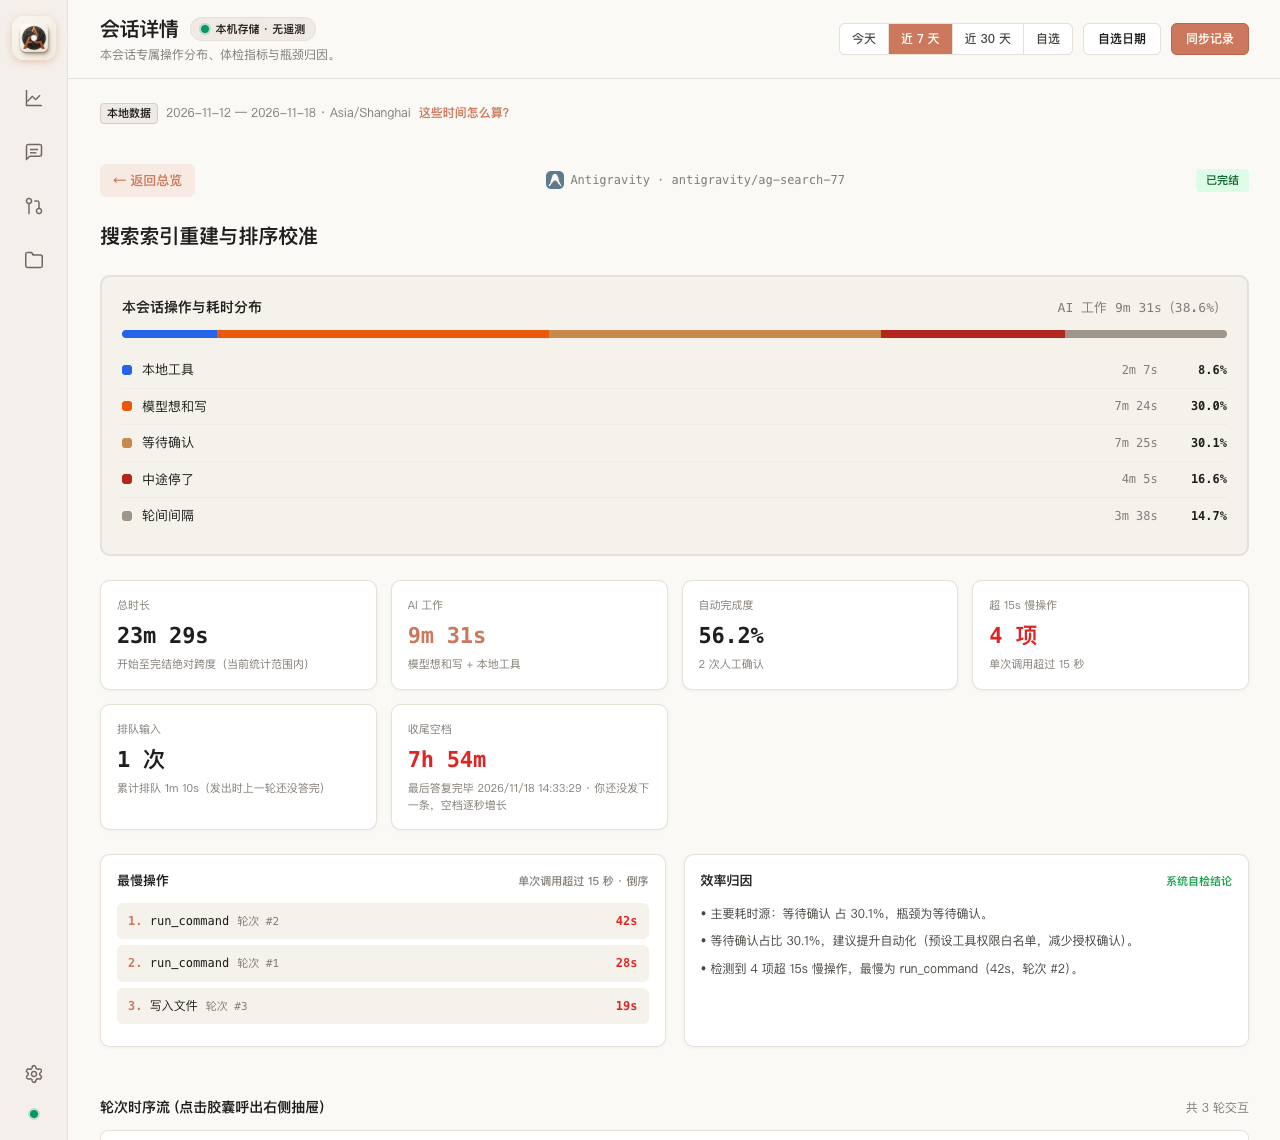 会话详情
本机存储 · 无遥测
本会话专属操作分布、体检指标与瓶颈归因。
今天
近 7 天
近 30 天
自选
自选日期
同步记录
本地数据
2026-11-12 — 2026-11-18 · Asia/Shanghai
这些时间怎么算?
← 返回总览
Antigravity · antigravity/ag-search-77
已完结
搜索索引重建与排序校准
本会话操作与耗时分布
AI 工作 9m 31s (38.6%)
本地工具 2m 7s 8.6%
模型想和写 7m 24s 30.0%
等待确认 7m 25s 30.1%
中途停了 4m 5s 16.6%
轮间间隔 3m 38s 14.7%
总时长
23m 29s
开始至完结绝对跨度（当前统计范围内）
AI 工作
9m 31s
模型想和写 + 本地工具
自动完成度
56.2%
2 次人工确认
超 15s 慢操作
4 项
单次调用超过 15 秒
排队输入
1 次
累计排队 1m 10s（发出时上一轮还没答完）
收尾空档
7h 54m
最后答复完毕 2026/11/18 14:33:29 · 你还没发下
一条，空档逐秒增长
最慢操作
单次调用超过 15 秒 · 倒序
1. run_command 轮次 #2 42s
2. run_command 轮次 #1 28s
3. 写入文件 轮次 #3 19s
效率归因
系统自检结论
• 主要耗时源：等待确认 占 30.1%，瓶颈为等待确认。
• 等待确认占比 30.1%，建议提升自动化（预设工具权限白名单，减少授权确认）。
• 检测到 4 项超 15s 慢操作，最慢为 run_command（42s，轮次 #2）。
轮次时序流 (点击胶囊呼出右侧抽屉)
共 3 轮交互